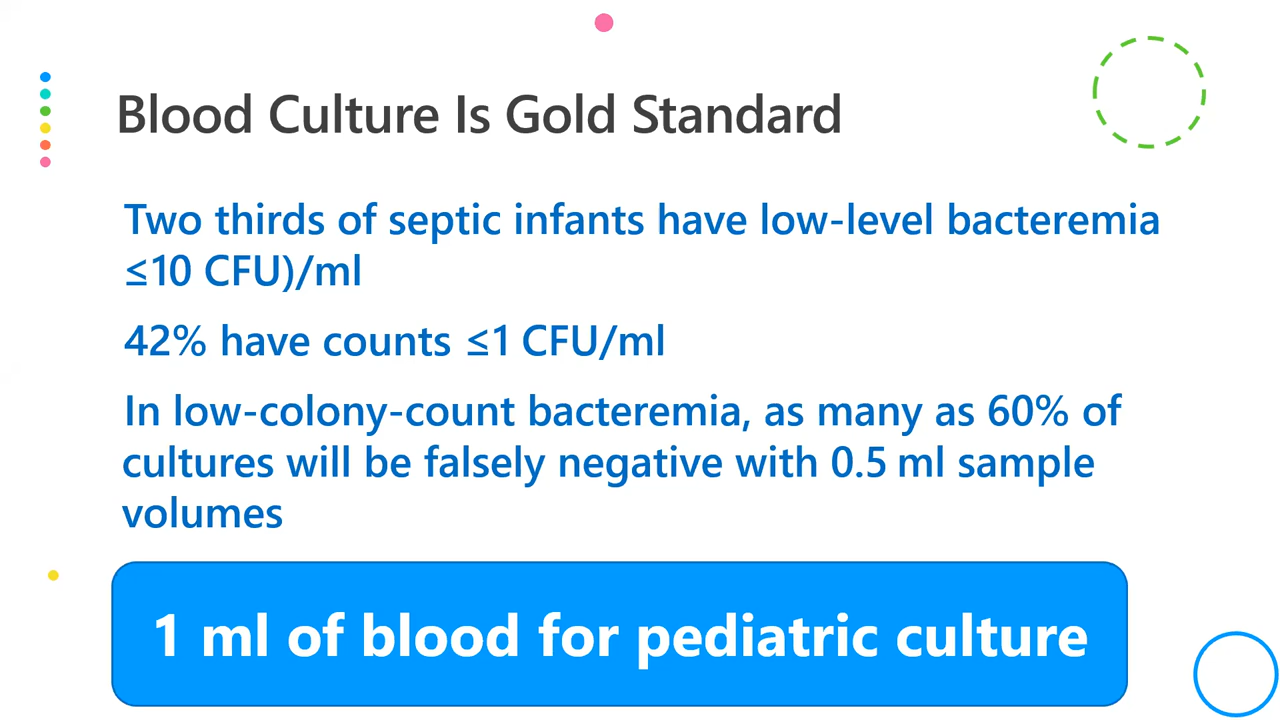 Blood Culture Is Gold Standard
Two thirds of septic infants have low-level bacteremia
≤10 CFU)/ml
42% have counts ≤1 CFU/ml
In low-colony-count bacteremia, as many as 60% of
cultures will be falsely negative with 0.5 ml sample
volumes
1 ml of blood for pediatric culture